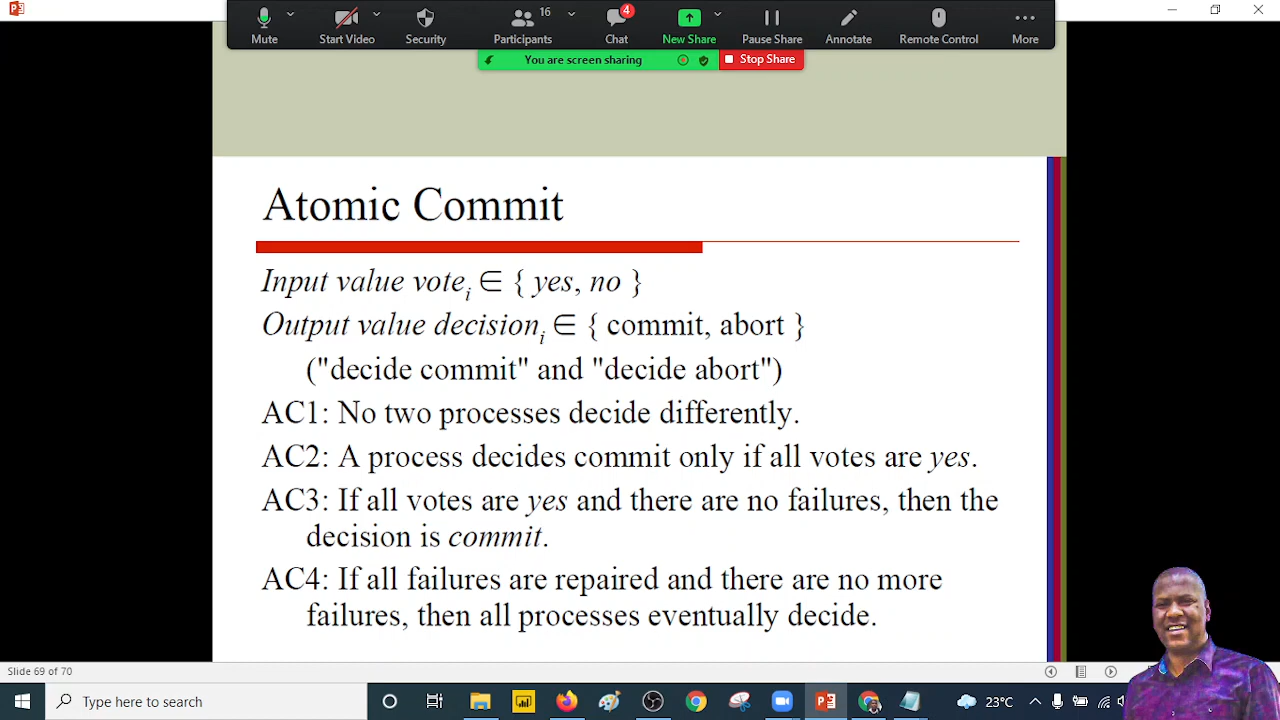 16
4
Mute
Start Video
Security
Participants
Chat
New Share
Pause Share
Annotate
Remote Control
More
You are screen sharing
Stop Share
Atomic Commit
Input value voteᵢ ∈ { yes, no }
Output value decisionᵢ ∈ { commit, abort }
("decide commit" and "decide abort")
AC1: No two processes decide differently.
AC2: A process decides commit only if all votes are yes.
AC3: If all votes are yes and there are no failures, then the
decision is commit.
AC4: If all failures are repaired and there are no more
failures, then all processes eventually decide.
Slide 69 of 70
Type here to search
23°C